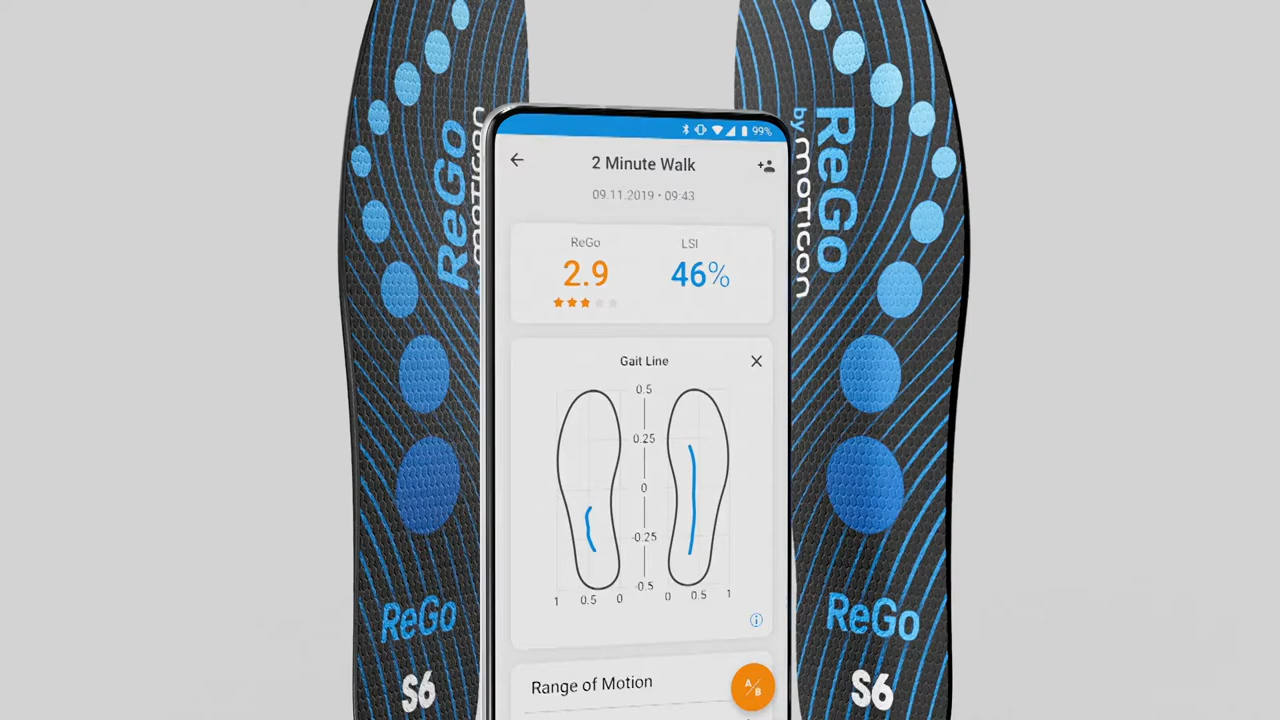 ReGo
moticon
ReGo
by moticon
99%
2 Minute Walk
09.11.2019 • 09:43
ReGo
LSI
2.9
46%
Gait Line
0.5
0.25
0
-0.25
-0.5
1 0.5 0
0 0.5 1
Range of Motion
A/B
ReGo
S6
ReGo
S6